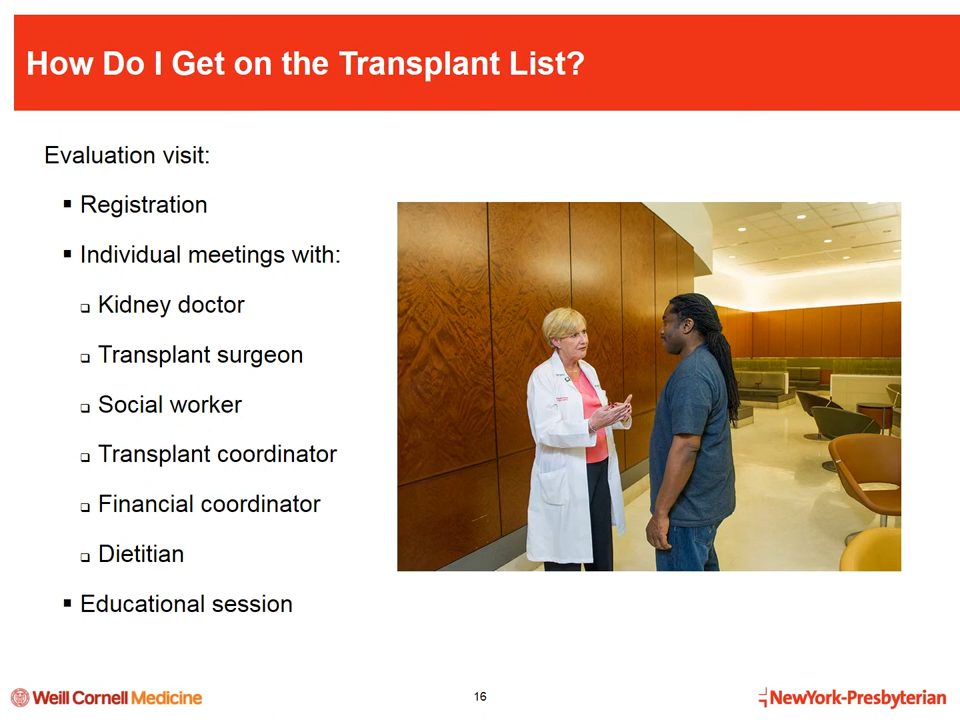 How Do I Get on the Transplant List?
Evaluation visit:
▪ Registration
▪ Individual meetings with:
❑ Kidney doctor
❑ Transplant surgeon
❑ Social worker
❑ Transplant coordinator
❑ Financial coordinator
❑ Dietitian
▪ Educational session
Weill Cornell Medicine
16
NewYork-Presbyterian